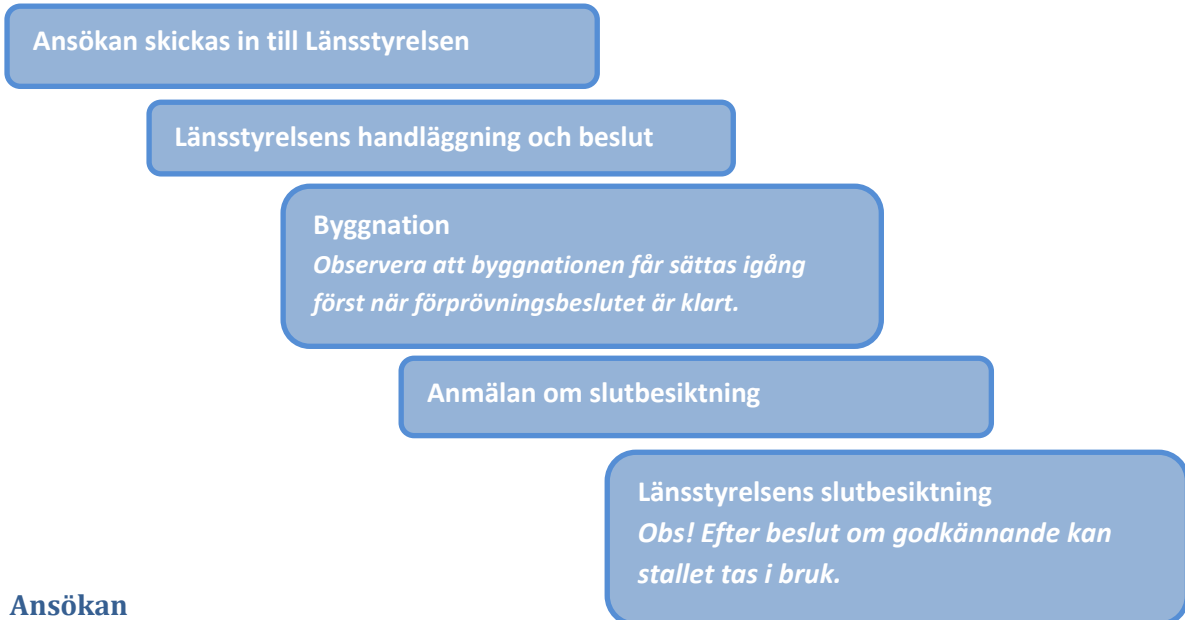 Ansökan skickas in till Länsstyrelsen
Länsstyrelsens handläggning och beslut
Byggnation
Observera att byggnationen får sättas igång
först när förprövningsbeslutet är klart.
Anmälan om slutbesiktning
Länsstyrelsens slutbesiktning
Obs! Efter beslut om godkännande kan
stallet tas i bruk.
Ansökan